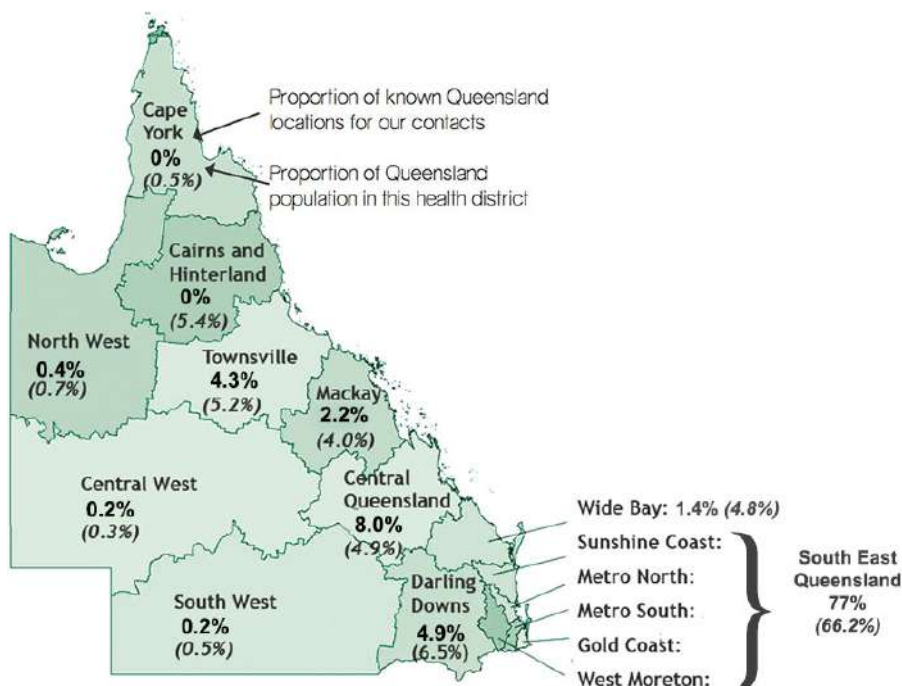 Cape
York
0%
(0.5%)
Proportion of known Queensland
locations for our contacts
Proportion of Queensland
population in this health district
Cairns and
Hinterland
0%
(5.4%)
North West
0.4%
(0.7%)
Townsville
4.3%
(5.2%)
Mackay
2.2%
(4.0%)
Central West
0.2%
(0.3%)
Central
Queensland
8.0%
(4.9%)
South West
0.2%
(0.5%)
Darling
Downs
4.9%
(6.5%)
Wide Bay: 1.4% (4.8%)
Sunshine Coast:
Metro North:
Metro South:
Gold Coast:
West Moreton:
South East
Queensland
77%
(66.2%)